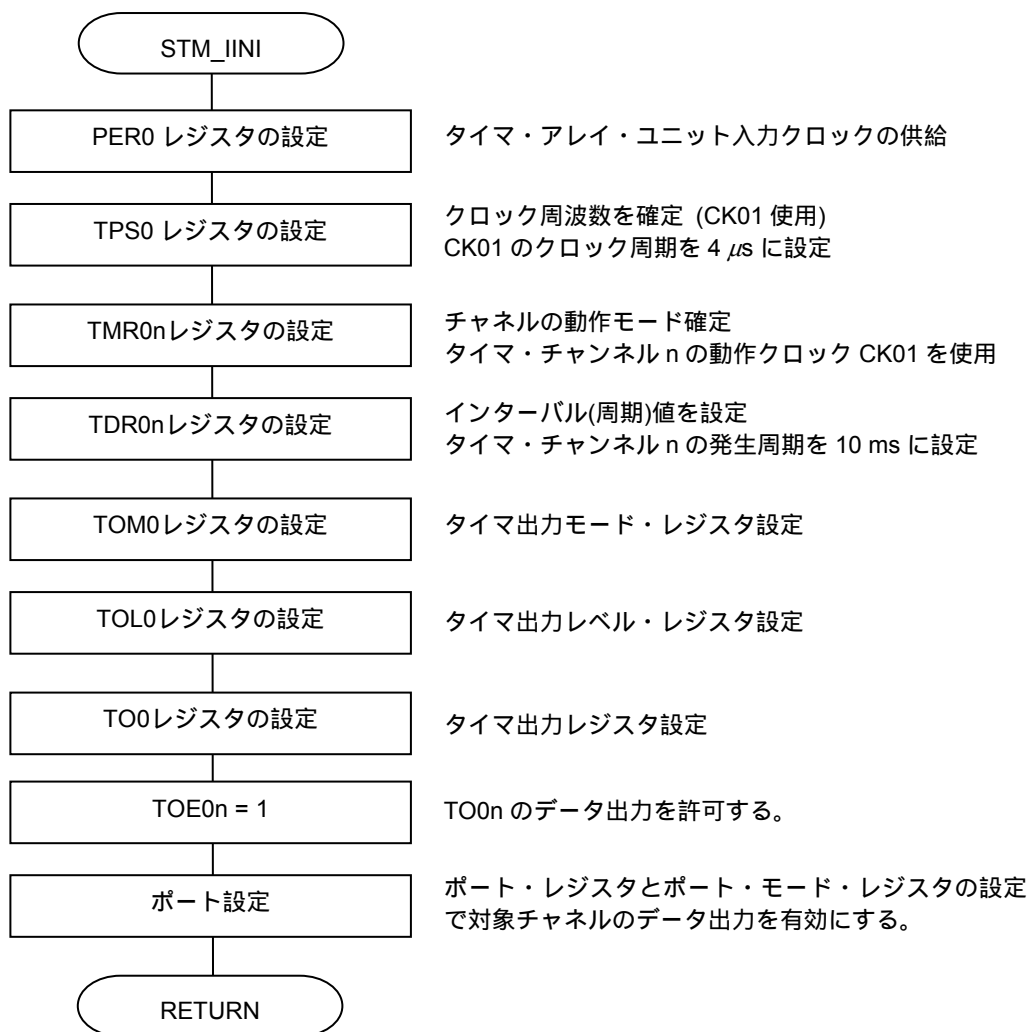 STM_IINI
PER0 レジスタの設定
タイマ・アレイ・ユニット入力クロックの供給
TPS0 レジスタの設定
クロック周波数を確定 (CK01 使用)
CK01 のクロック周期を 4 μs に設定
TMR0nレジスタの設定
チャネルの動作モード確定
タイマ・チャンネル n の動作クロック CK01 を使用
TDR0nレジスタの設定
インターバル(周期)値を設定
タイマ・チャンネル n の発生周期を 10 ms に設定
TOM0レジスタの設定
タイマ出力モード・レジスタ設定
TOL0レジスタの設定
タイマ出力レベル・レジスタ設定
TO0レジスタの設定
タイマ出力レジスタ設定
TOE0n = 1
TO0n のデータ出力を許可する。
ポート設定
ポート・レジスタとポート・モード・レジスタの設定
で対象チャネルのデータ出力を有効にする。
RETURN